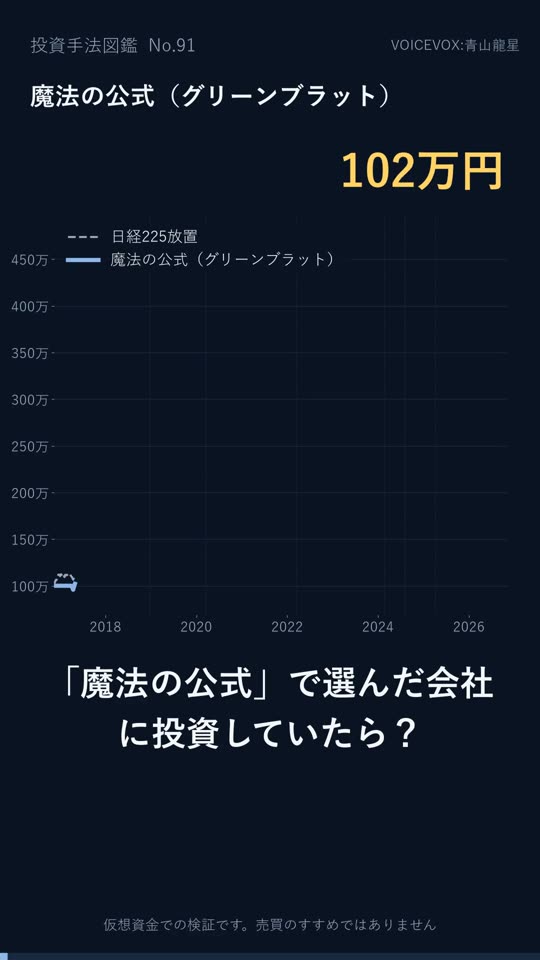 投資手法図鑑 No.91
VOICEVOX:青山龍星
魔法の公式（グリーンブラット）
102万円
日経225放置
魔法の公式（グリーンブラット）
450万
400万
350万
300万
250万
200万
150万
100万
2018 2020 2022 2024 2026
「魔法の公式」で選んだ会社
に投資していたら？
仮想資金での検証です。売買のすすめではありません